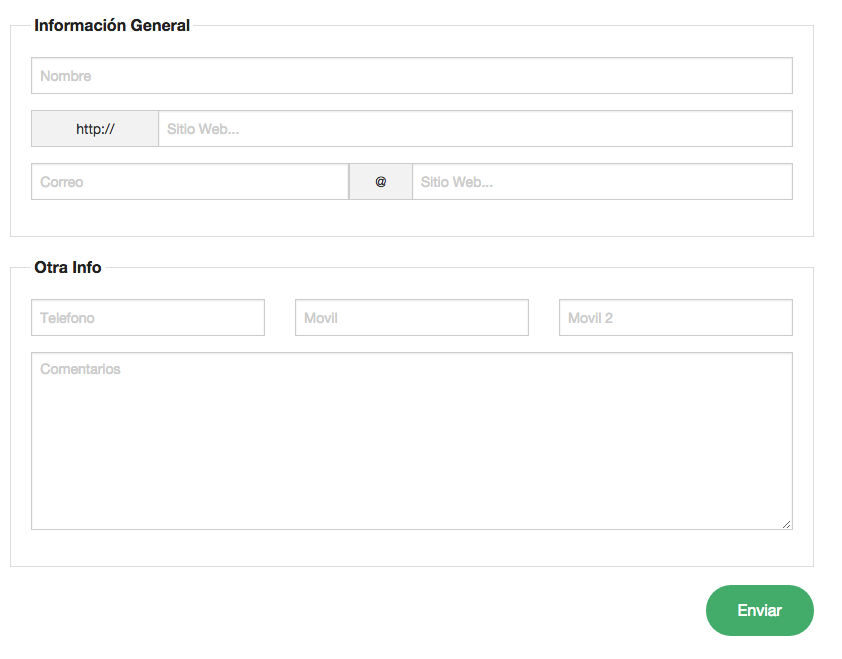 Información General
Nombre
http:// Sitio Web...
Correo @ Sitio Web...
Otra Info
Telefono Movil Movil 2
Comentarios
Enviar